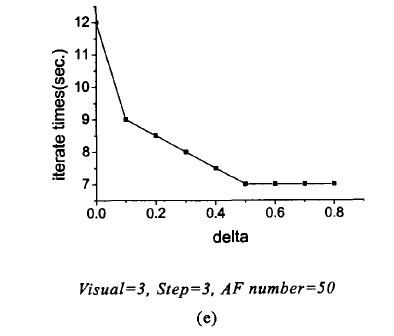 12
11
10
9
8
7
iterate times(sec.)
0.0 0.2 0.4 0.6 0.8
delta
Visual=3, Step=3, AF number=50
(e)